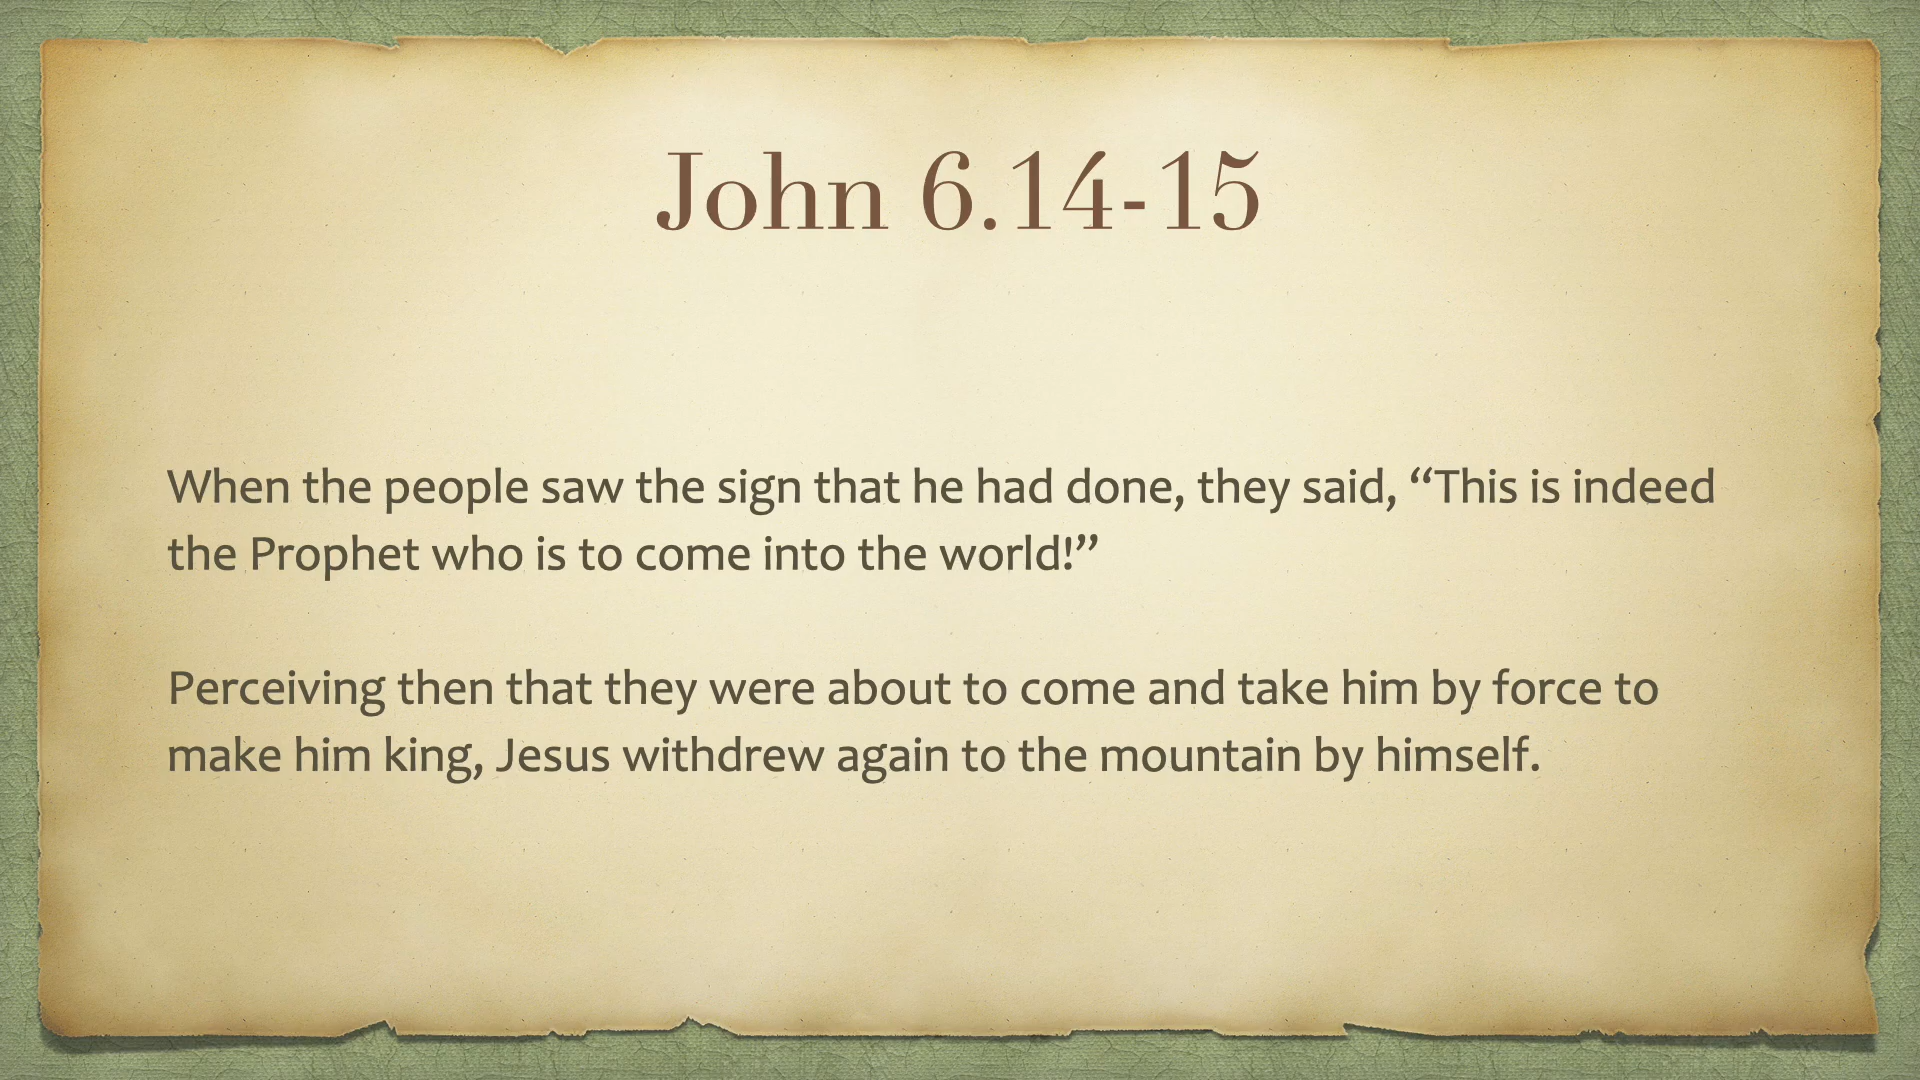 John 6.14-15
When the people saw the sign that he had done, they said, “This is indeed
the Prophet who is to come into the world!”
Perceiving then that they were about to come and take him by force to
make him king, Jesus withdrew again to the mountain by himself.